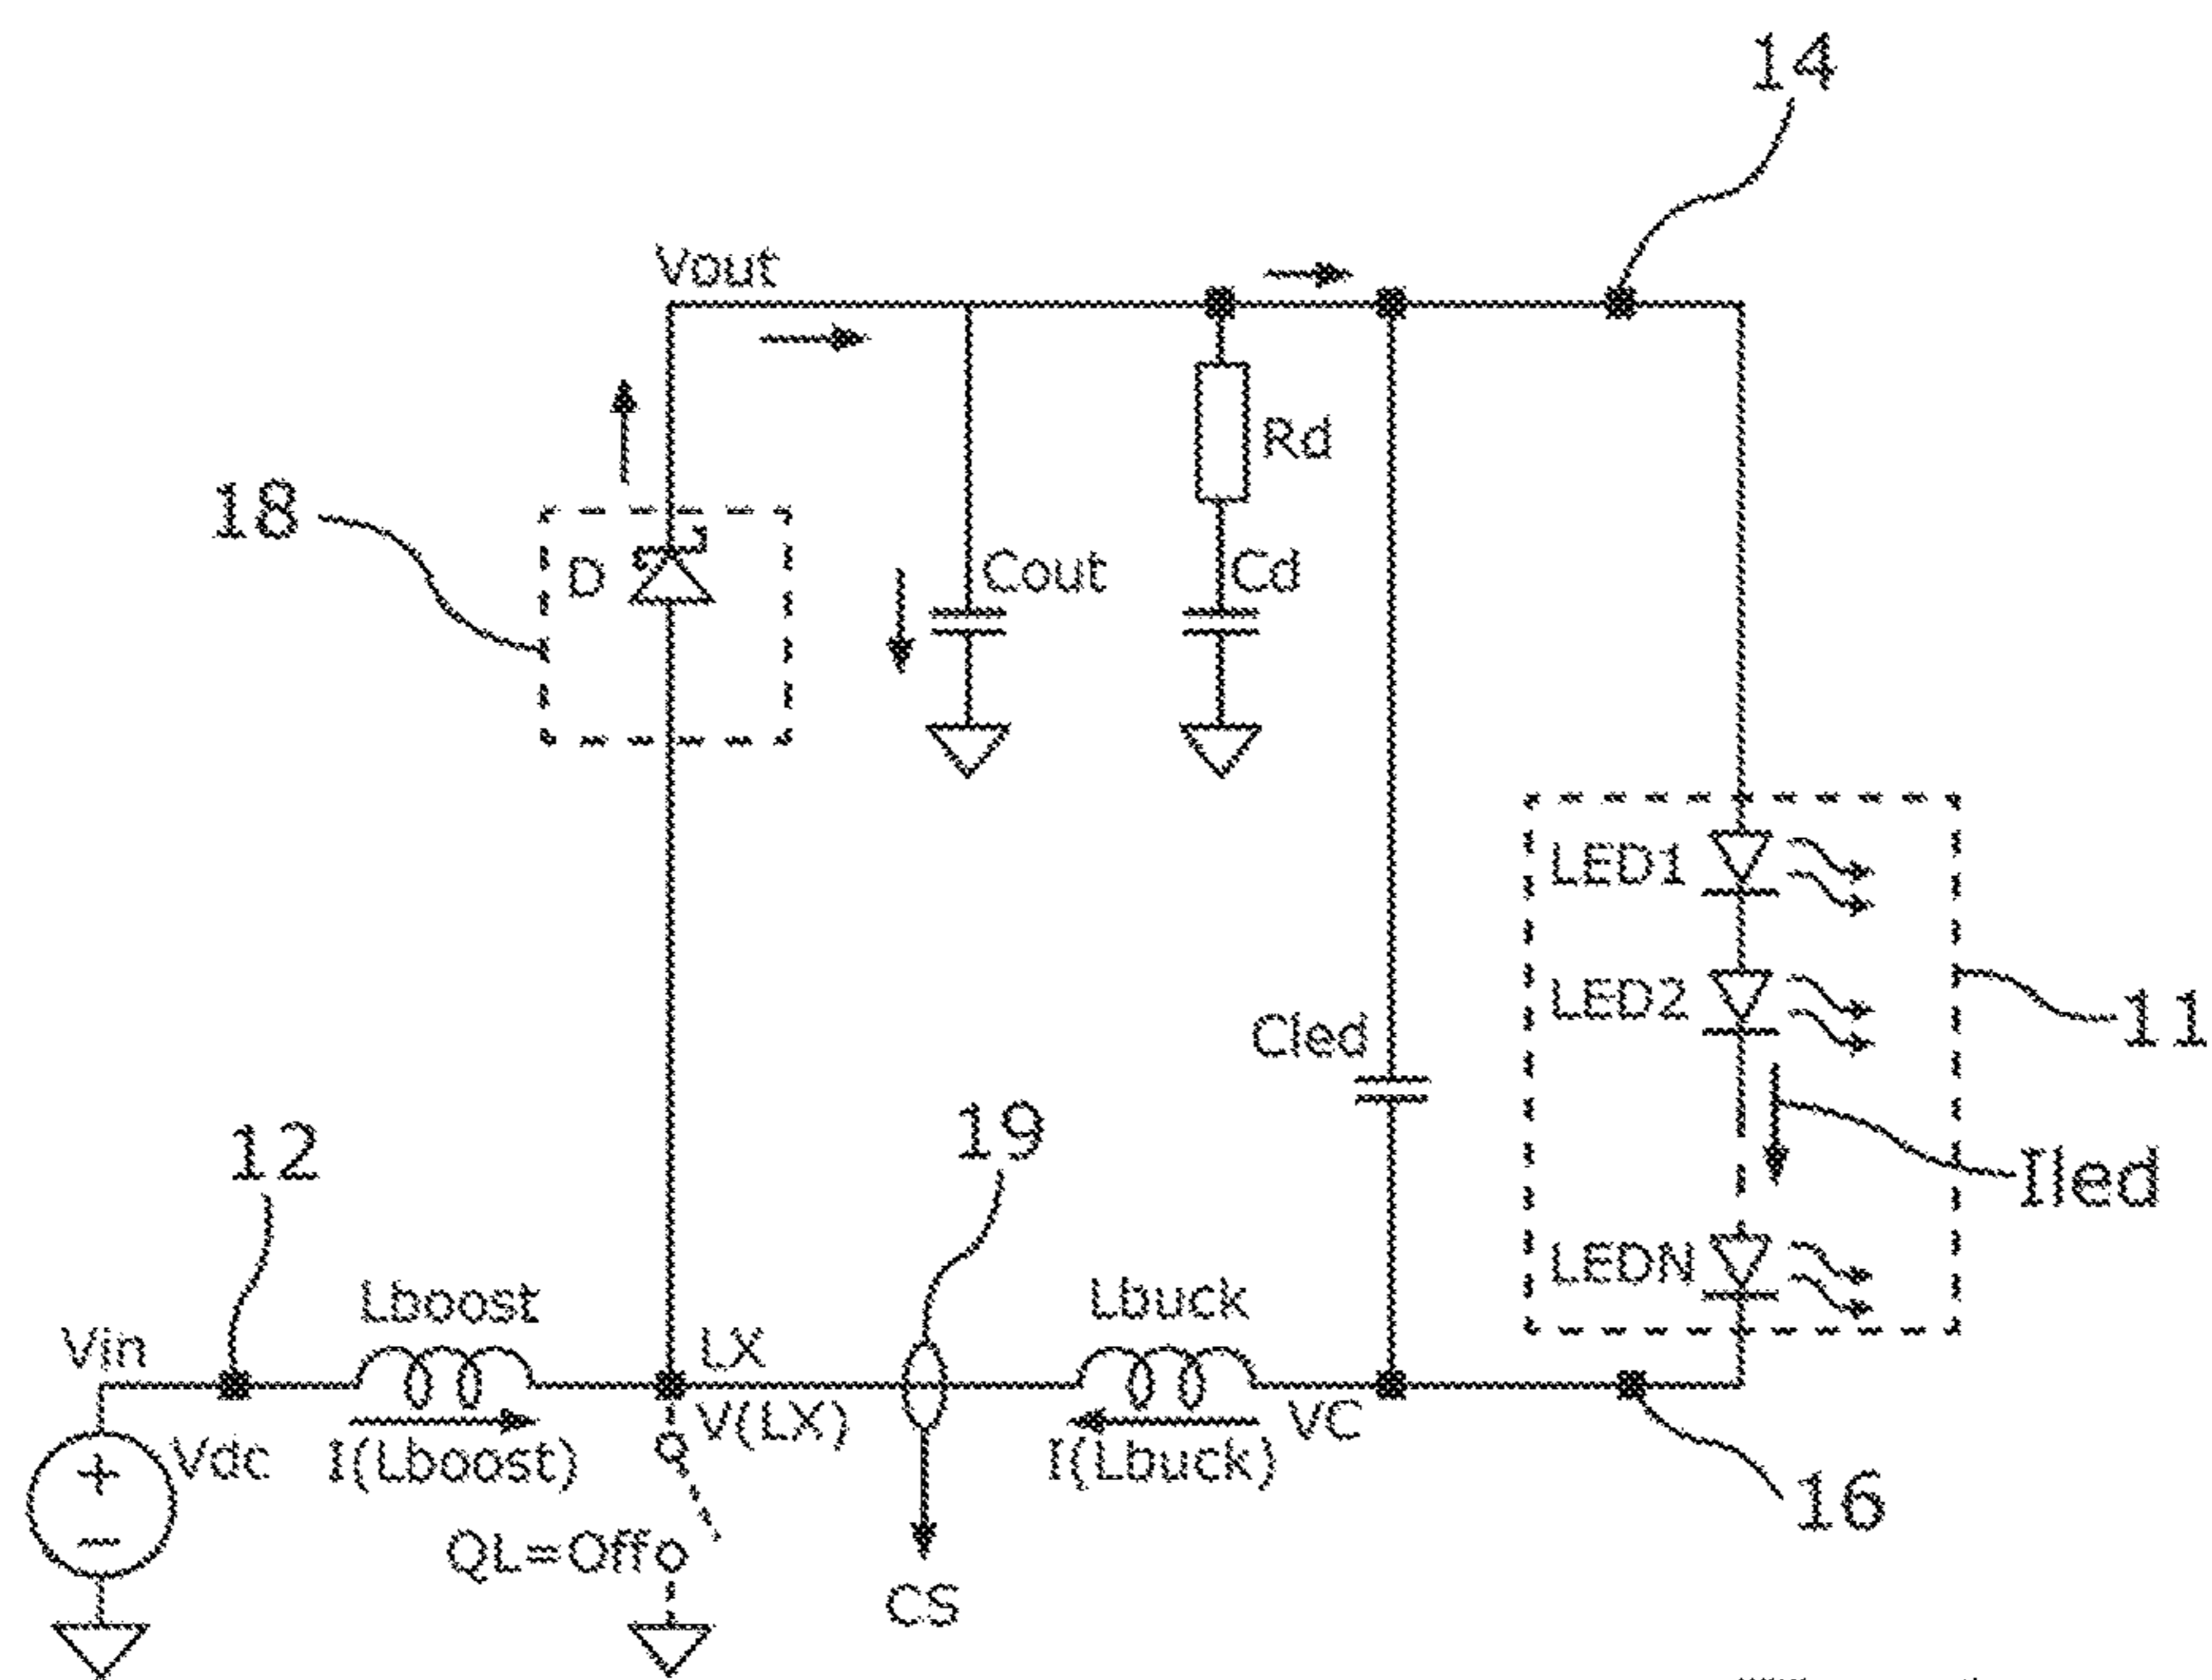 14
Vout
Rd
18
D
Cout
Cd
LED1
LED2
11
Cled
19
12
Iled
LEDN
Lboost
Lbuck
Vin
LX
V(LX)
VC
Vdc
I(Lboost)
I(Lbuck)
16
QL=Off
CS